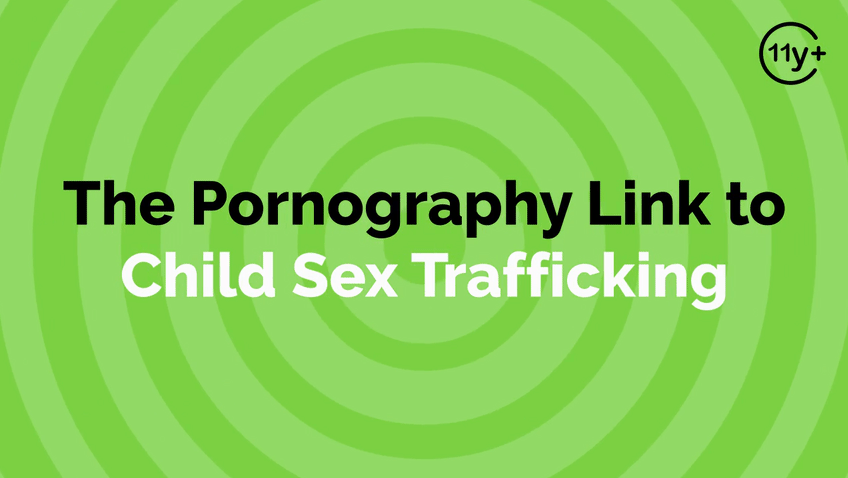 11y+
The Pornography Link to
Child Sex Trafficking